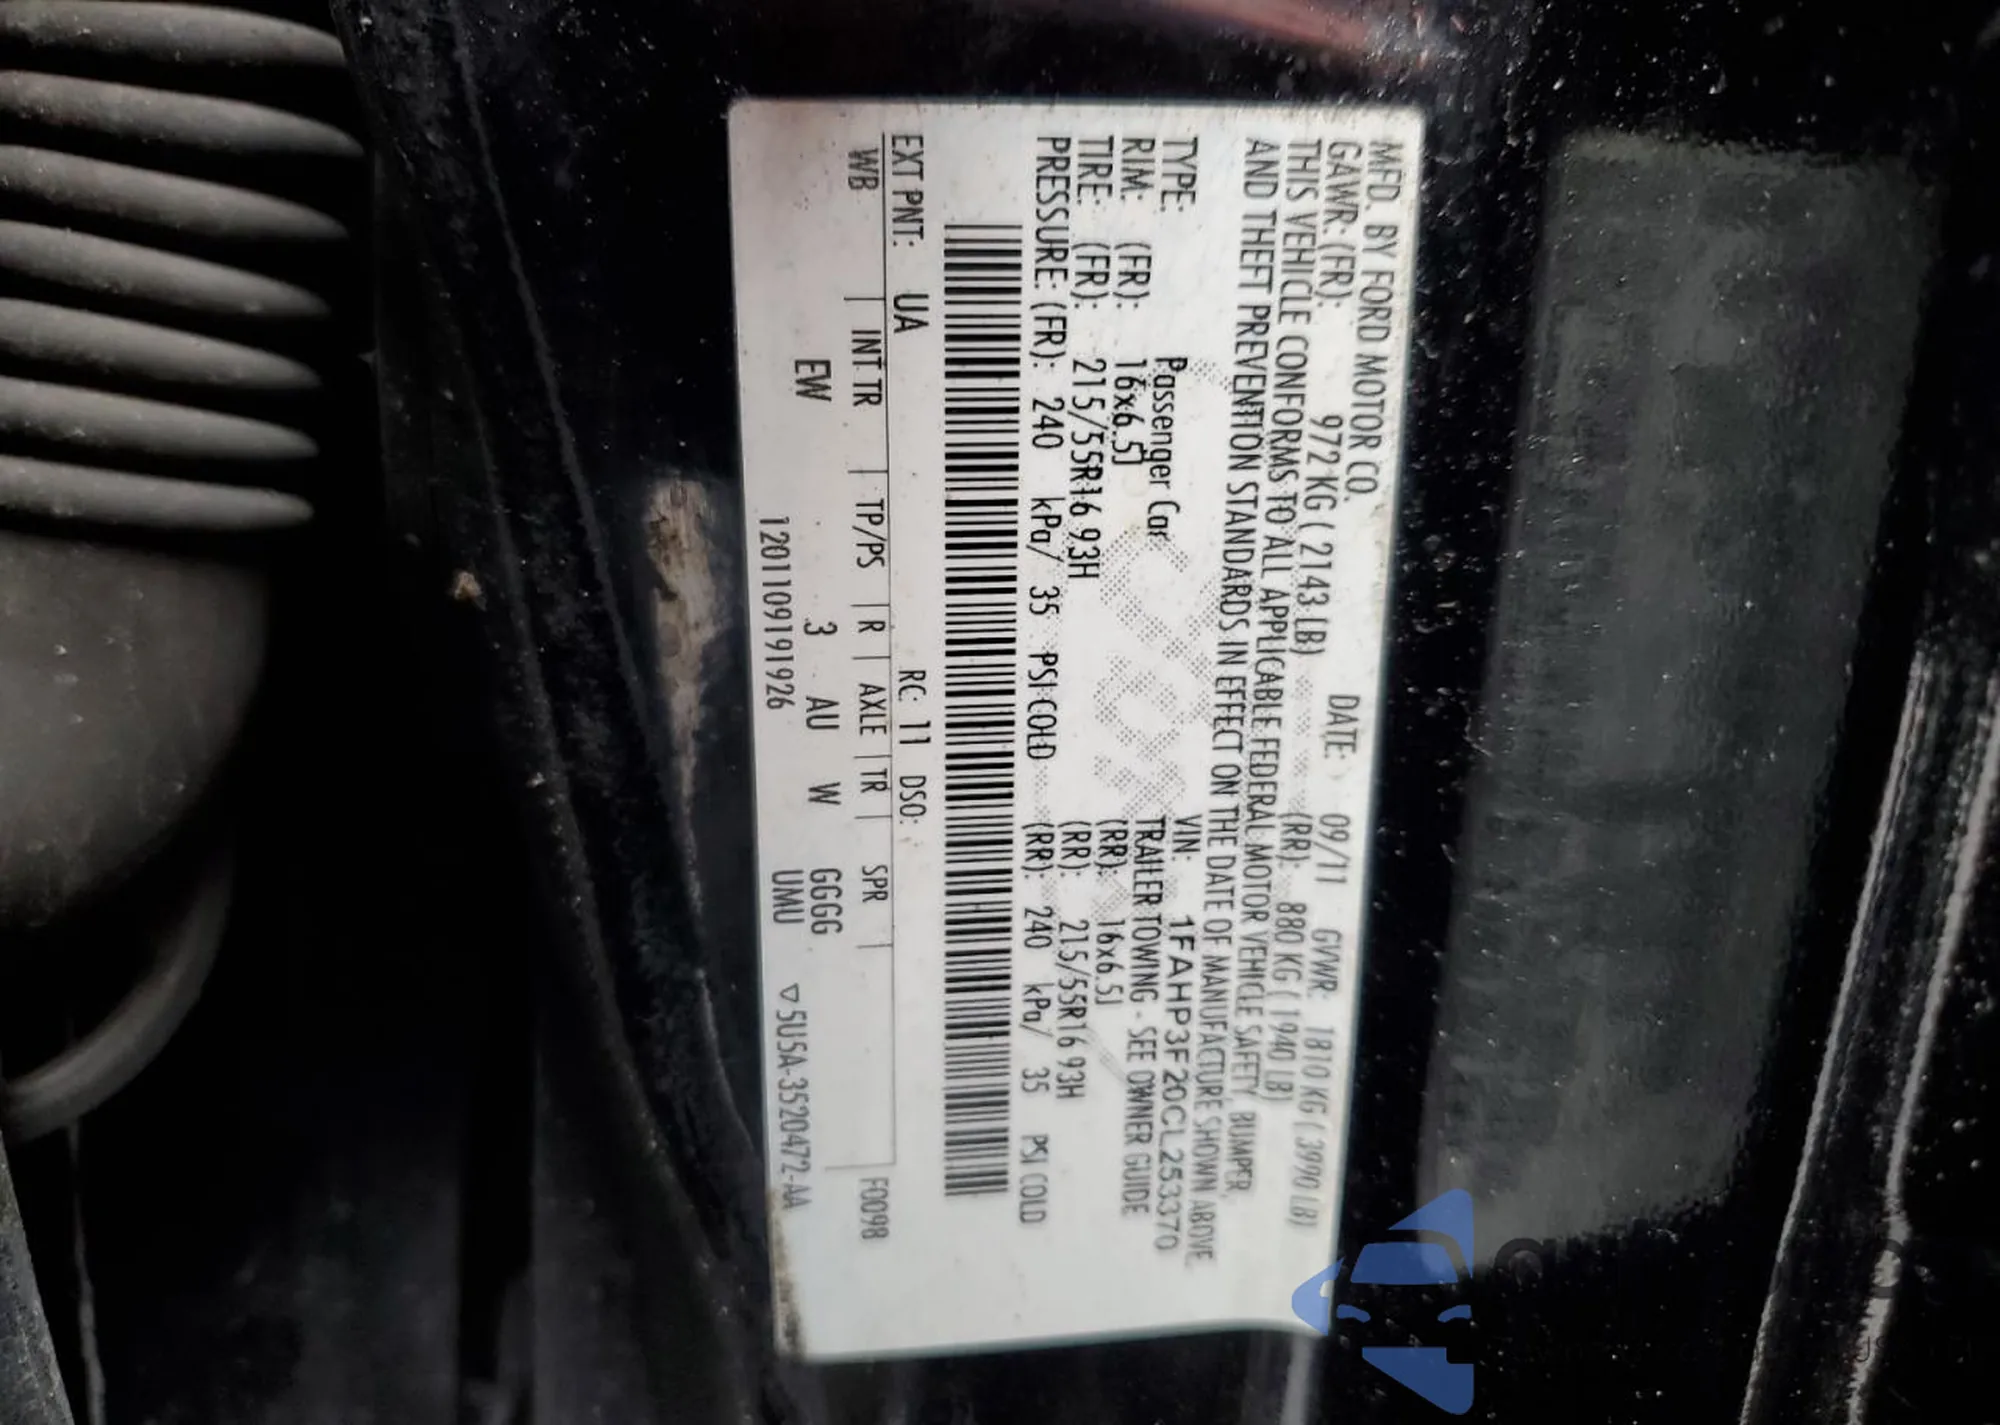 MFD. BY FORD MOTOR CO. DATE: 09/11 GVWR: 1810 KG ( 3990 LB)
GAWR: (FR): 972 KG ( 2143 LB) (RR): 880 KG ( 1940 LB)
THIS VEHICLE CONFORMS TO ALL APPLICABLE FEDERAL MOTOR VEHICLE SAFETY, BUMPER,
AND THEFT PREVENTION STANDARDS IN EFFECT ON THE DATE OF MANUFACTURE SHOWN ABOVE
VIN: 1FAHP3F20CL253370
TYPE: Passenger Car TRAILER TOWING - SEE OWNER GUIDE
RIM: (FR): 16x6.5J (RR): 16x6.5J
TIRE: (FR): 215/55R16 93H (RR): 215/55R16 93H
PRESSURE: (FR): 240 kPa/ 35 PSI COLD (RR): 240 kPa/ 35 PSI COLD
EXT PNT: UA RC: 11 DSO: F0098
WB INT TR TP/PS R AXLE TR SPR
EW 3 AU W GGGG
UMU ▽5U5A-3520472-AA
12011091919​26